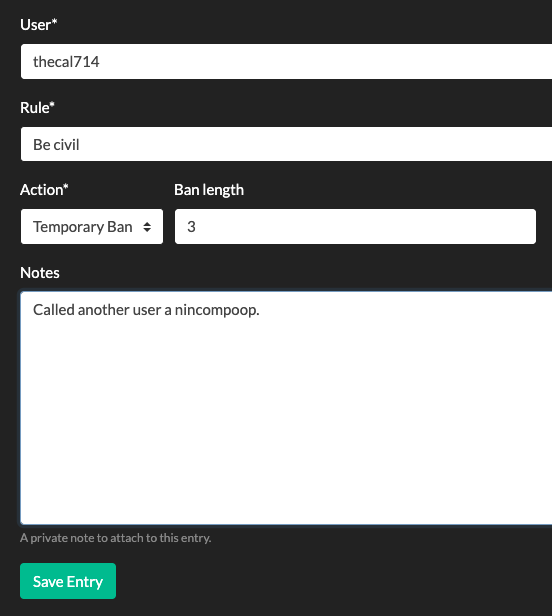 User*
thecal714
Rule*
Be civil
Action* Ban length
Temporary Ban 3
Notes
Called another user a nincompoop.
A private note to attach to this entry.
Save Entry